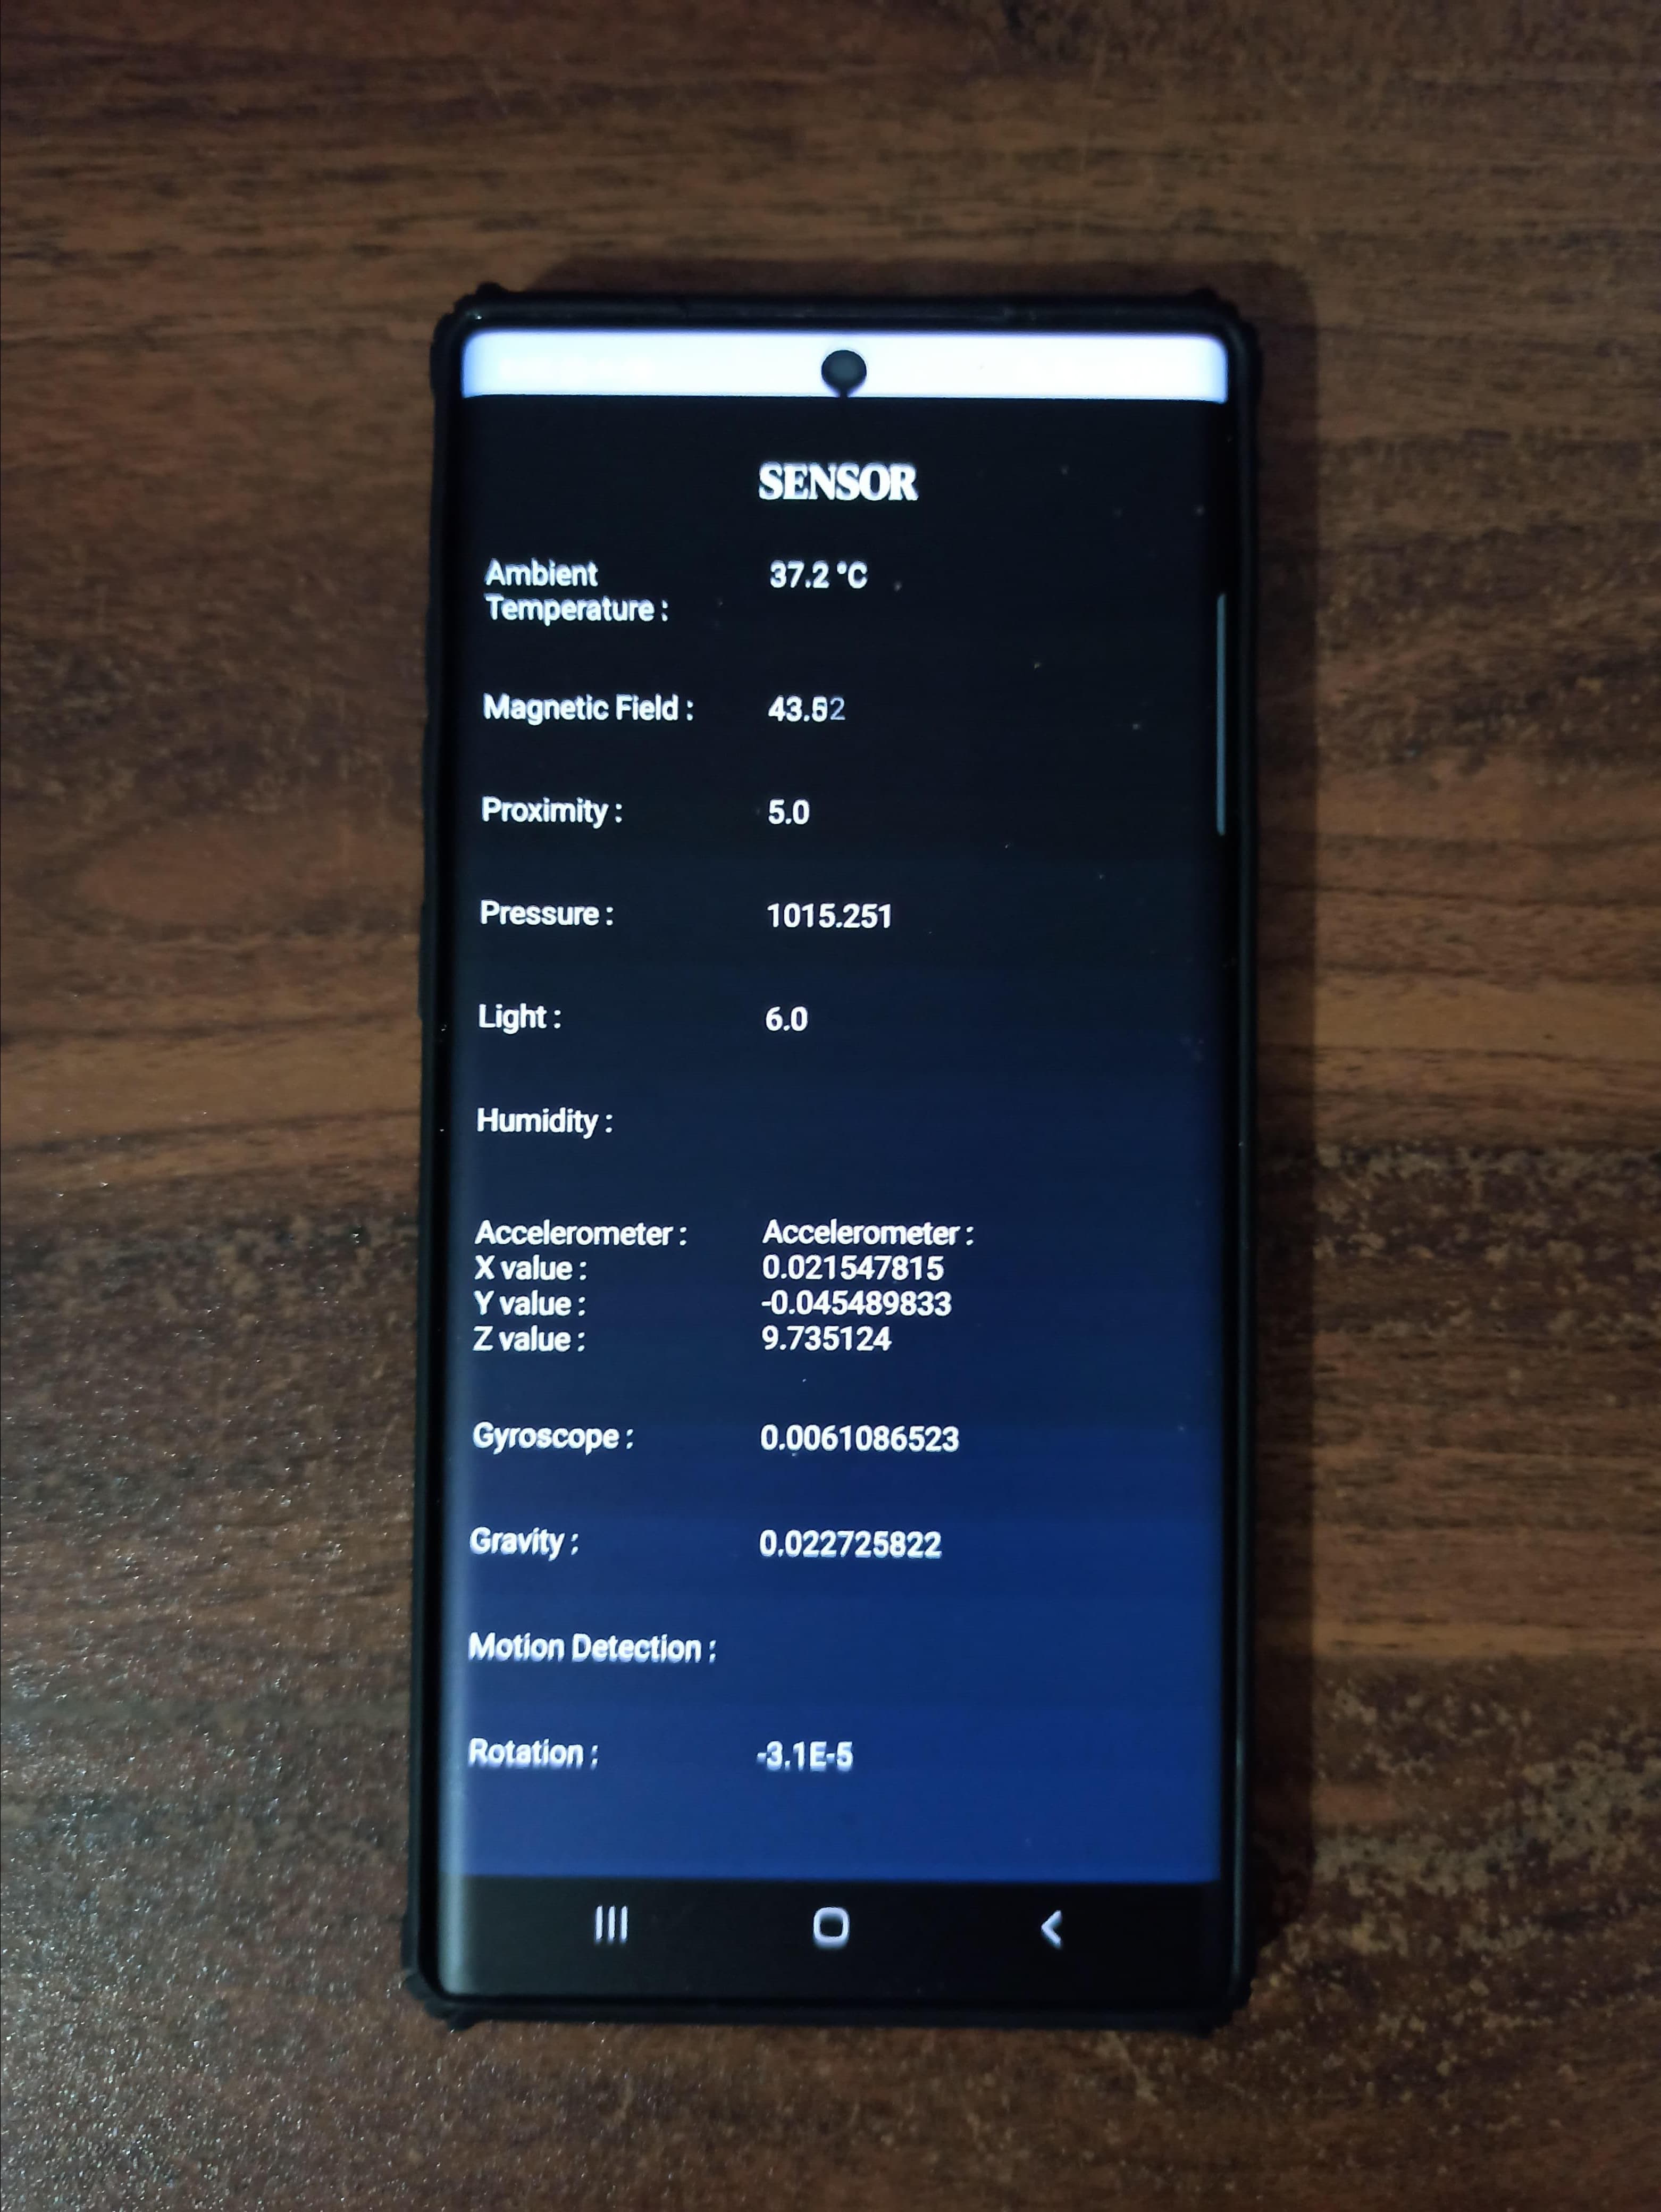 SENSOR
Ambient 37.2 °C
Temperature :
Magnetic Field :
Proximity : 5.0
Pressure : 1015.251
Light : 6.0
Humidity :
Accelerometer : Accelerometer :
X value : 0.021547815
Y value : -0.045489833
Z value : 9.735124
Gyroscope : 0.0061086523
Gravity : 0.022725822
Motion Detection :
Rotation : -3.1E-5